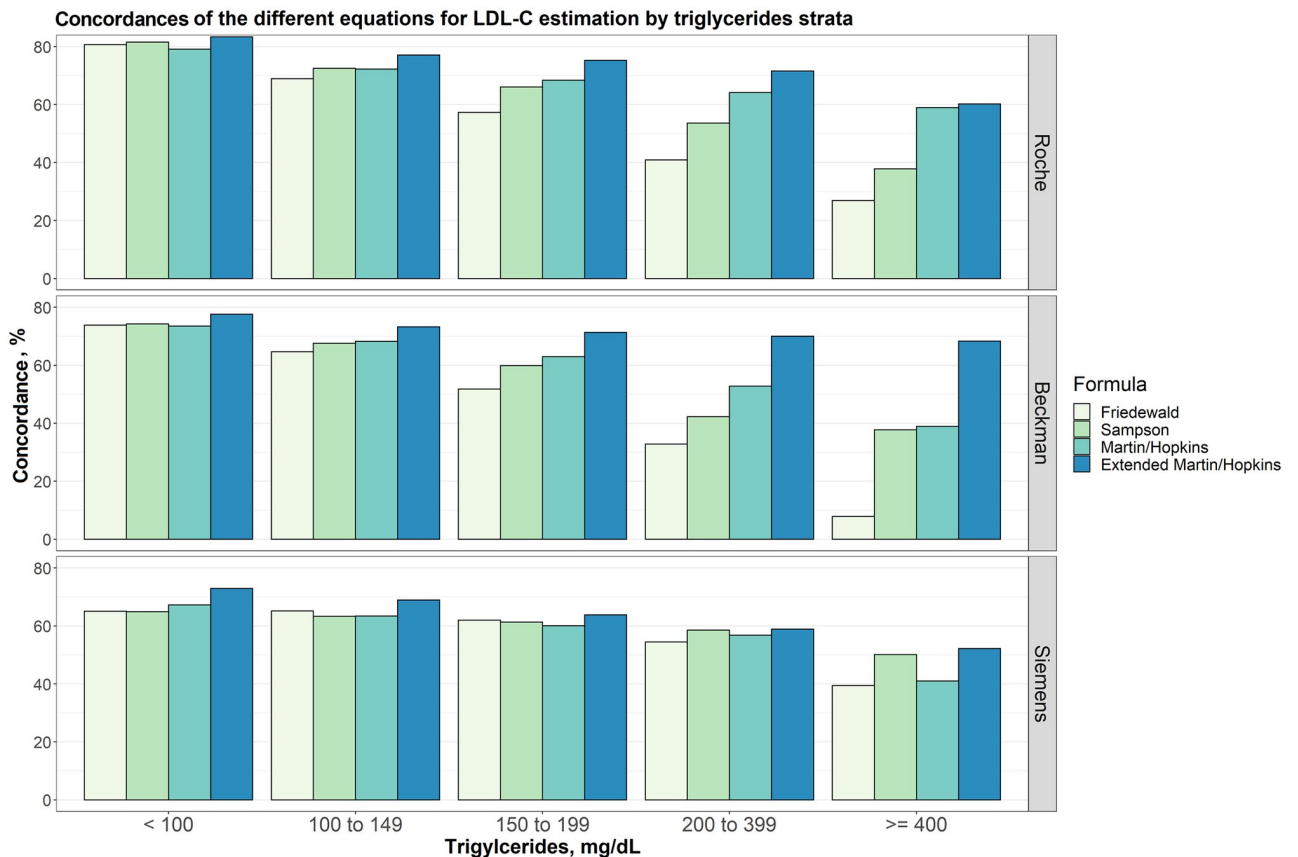 Concordances of the different equations for LDL-C estimation by triglycerides strata
80
60
40
20
0
Roche
80
60
40
20
0
Beckman
80
60
40
20
0
Siemens
Concordance, %
< 100
100 to 149
150 to 199
200 to 399
>= 400
Trigylcerides, mg/dL
Formula
Friedewald
Sampson
Martin/Hopkins
Extended Martin/Hopkins